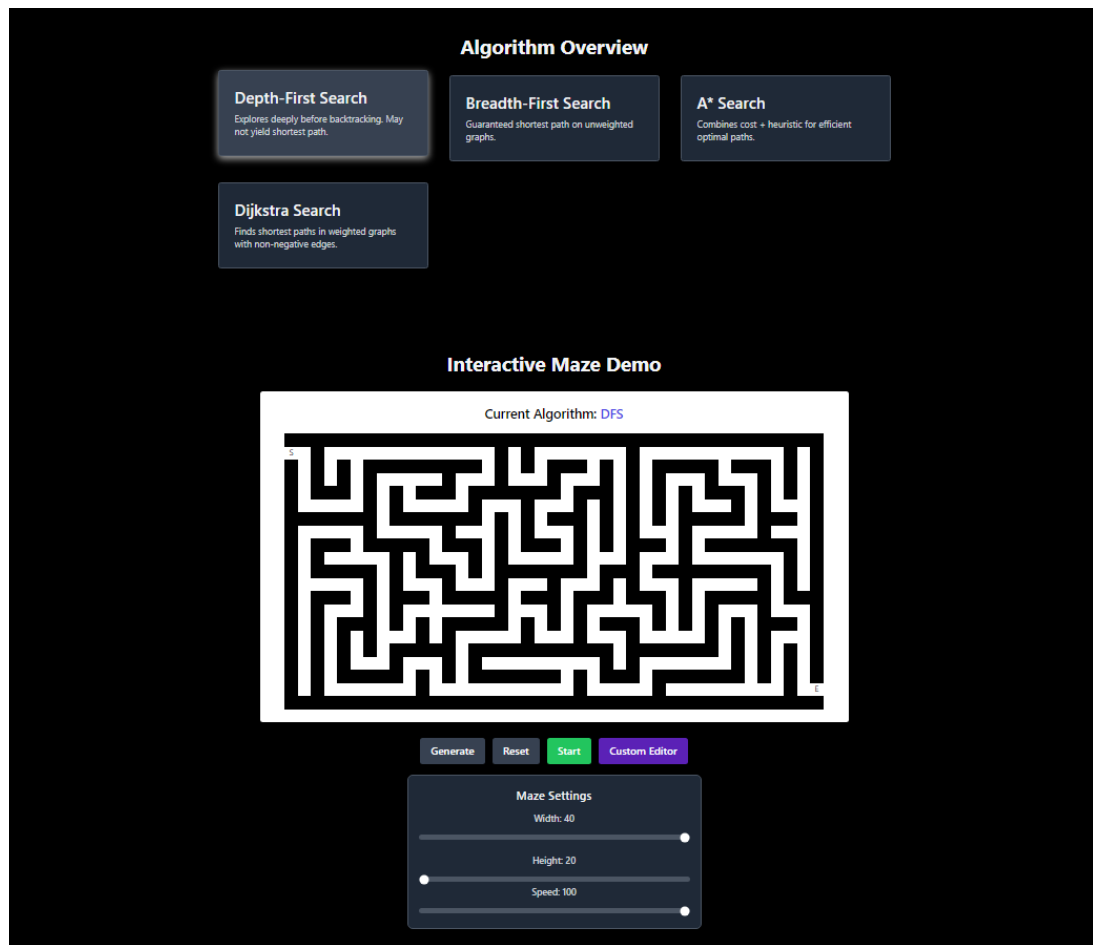 Algorithm Overview
Depth-First Search
Explores deeply before backtracking. May
not yield shortest path.
Breadth-First Search
Guaranteed shortest path on unweighted
graphs.
A* Search
Combines cost + heuristic for efficient
optimal paths.
Dijkstra Search
Finds shortest paths in weighted graphs
with non-negative edges.
Interactive Maze Demo
Current Algorithm: DFS
S
E
Generate
Reset
Start
Custom Editor
Maze Settings
Width: 40
Height: 20
Speed: 100